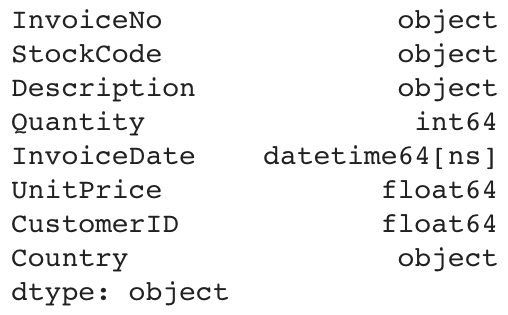 InvoiceNo object
StockCode object
Description object
Quantity int64
InvoiceDate datetime64[ns]
UnitPrice float64
CustomerID float64
Country object
dtype: object